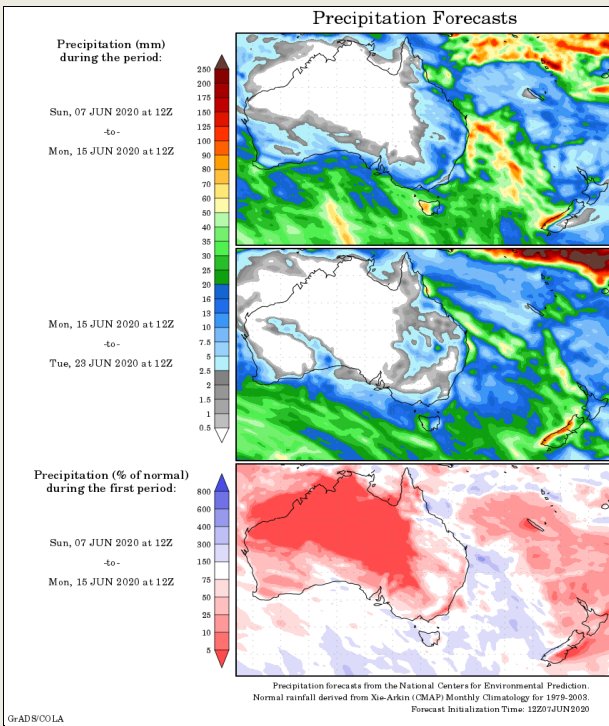 Precipitation Forecasts
Precipitation (mm)
during the period:
Sun, 07 JUN 2020 at 12Z
-to-
Mon, 15 JUN 2020 at 12Z
250
200
175
150
125
100
90
80
70
60
50
40
35
30
25
20
16
13
10
7.5
5
2.5
2
1.5
1
0.5
Mon, 15 JUN 2020 at 12Z
-to-
Tue, 23 JUN 2020 at 12Z
Precipitation (% of normal)
during the first period:
Sun, 07 JUN 2020 at 12Z
-to-
Mon, 15 JUN 2020 at 12Z
800
600
400
300
150
75
50
25
10
5
Precipitation forecasts from the National Centers for Environmental Prediction.
Normal rainfall derived from Xie-Arkin (CMAP) Monthly Climatology for 1979-2003.
Forecast Initialization Time: 12Z07JUN2020
GrADS/COLA